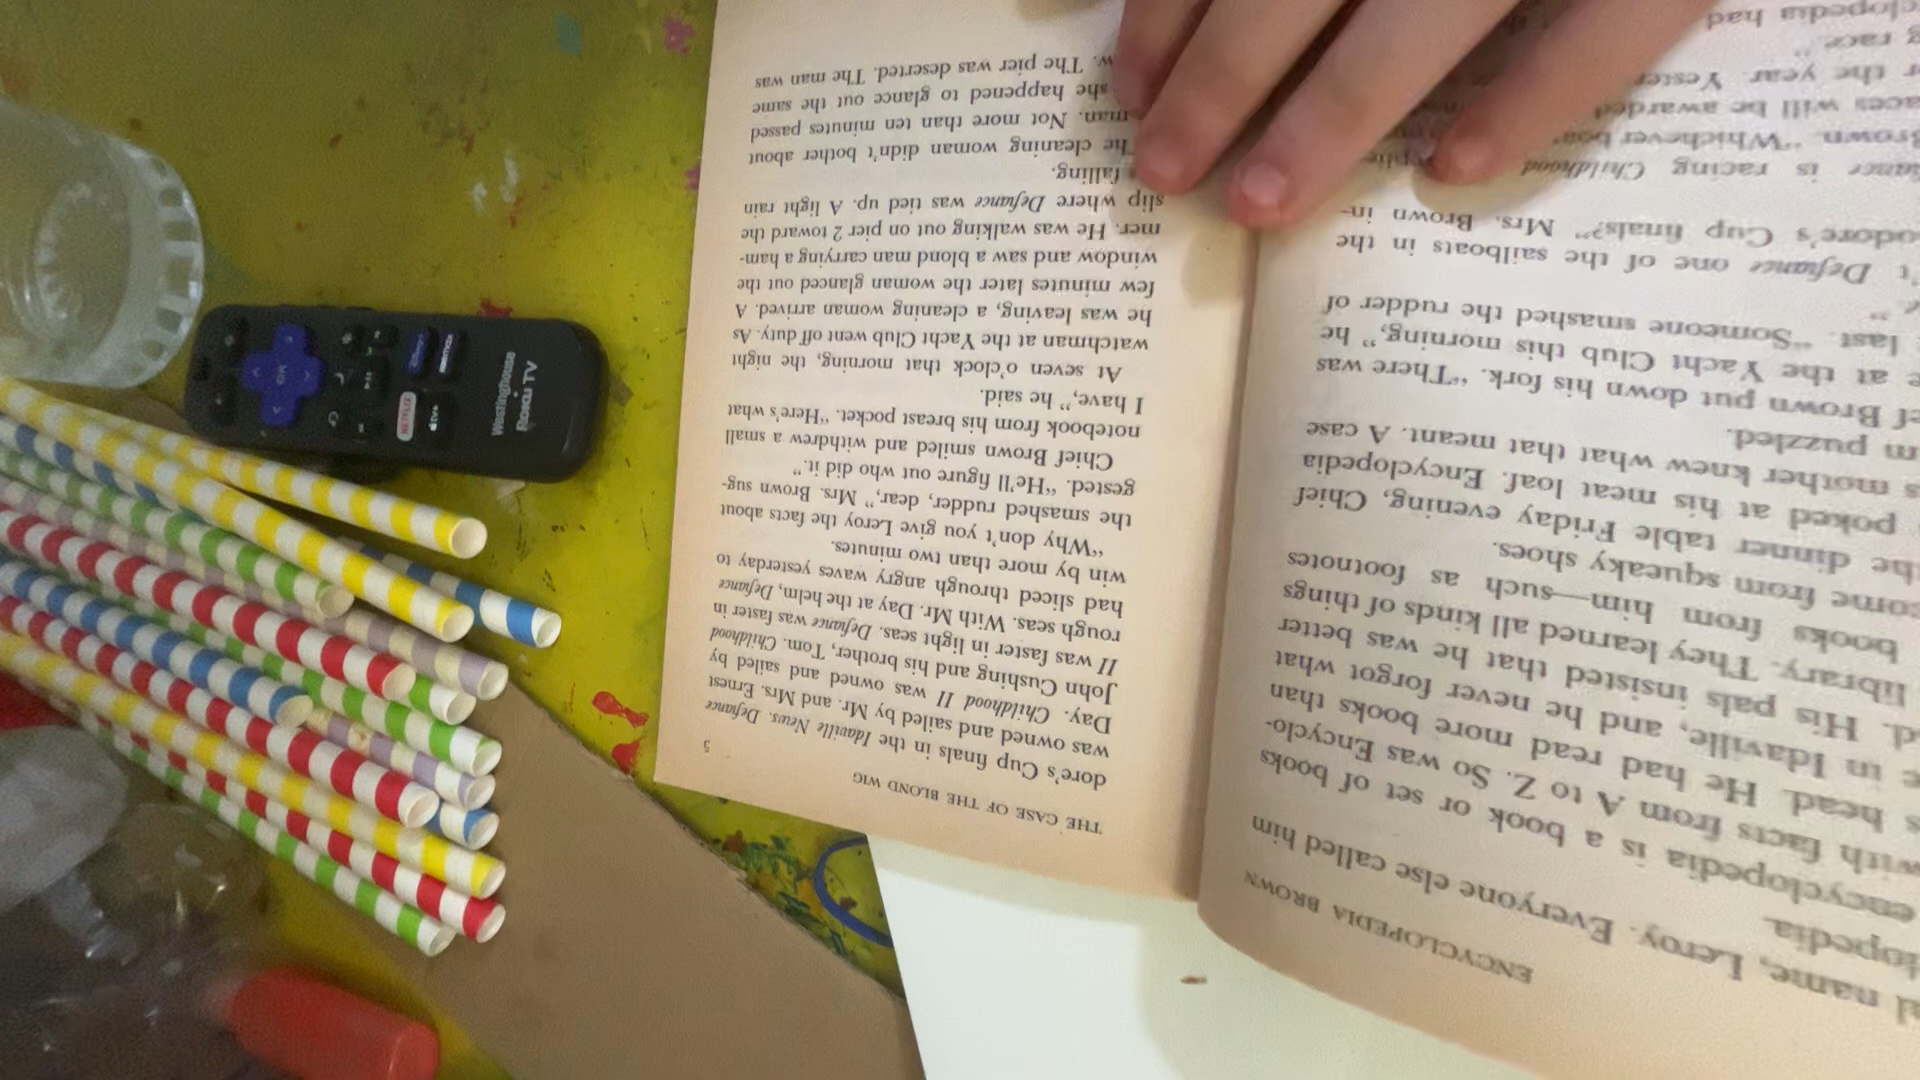 ENCYCLOPEDIA BROWN
name, Leroy. Everyone else called him
encyclopedia is a book or set of books
with facts from A to Z. So was Encyclo-
head. He had read more books than
in Idaville, and he never forgot what
His pals insisted that he was better
library. They learned all kinds of things
books from him—such as footnotes
come from squeaky shoes.
dinner table Friday evening, Chief
poked at his meat loaf. Encyclopedia
mother knew what that meant. A case
puzzled.
Brown put down his fork. "There was
at the Yacht Club this morning," he
last. "Someone smashed the rudder of
Defiance one of the sailboats in the
Cup finals?" Mrs. Brown in-
is racing Childhood
Brown. "Whichever
will be awarded
the year.
race."
had
THE CASE OF THE BLOND WIG
5
dore's Cup finals in the Idaville News. Defiance
was owned and sailed by Mr. and Mrs. Ernest
Day. Childhood II was owned and sailed by
John Cushing and his brother, Tom. Childhood
II was faster in light seas. Defiance was faster in
rough seas. With Mr. Day at the helm, Defiance
had sliced through angry waves yesterday to
win by more than two minutes.
"Why don't you give Leroy the facts about
the smashed rudder, dear," Mrs. Brown sug-
gested. "He'll figure out who did it."
Chief Brown smiled and withdrew a small
notebook from his breast pocket. "Here's what
I have," he said.
At seven o'clock that morning, the night
watchman at the Yacht Club went off duty. As
he was leaving, a cleaning woman arrived. A
few minutes later the woman glanced out the
window and saw a blond man carrying a ham-
mer. He was walking out on pier 2 toward the
slip where Defiance was tied up. A light rain
falling.
The cleaning woman didn't bother about
man. Not more than ten minutes passed
she happened to glance out the same
The pier was deserted. The man was
Westinghouse
Roku TV
NETFLIX
OK